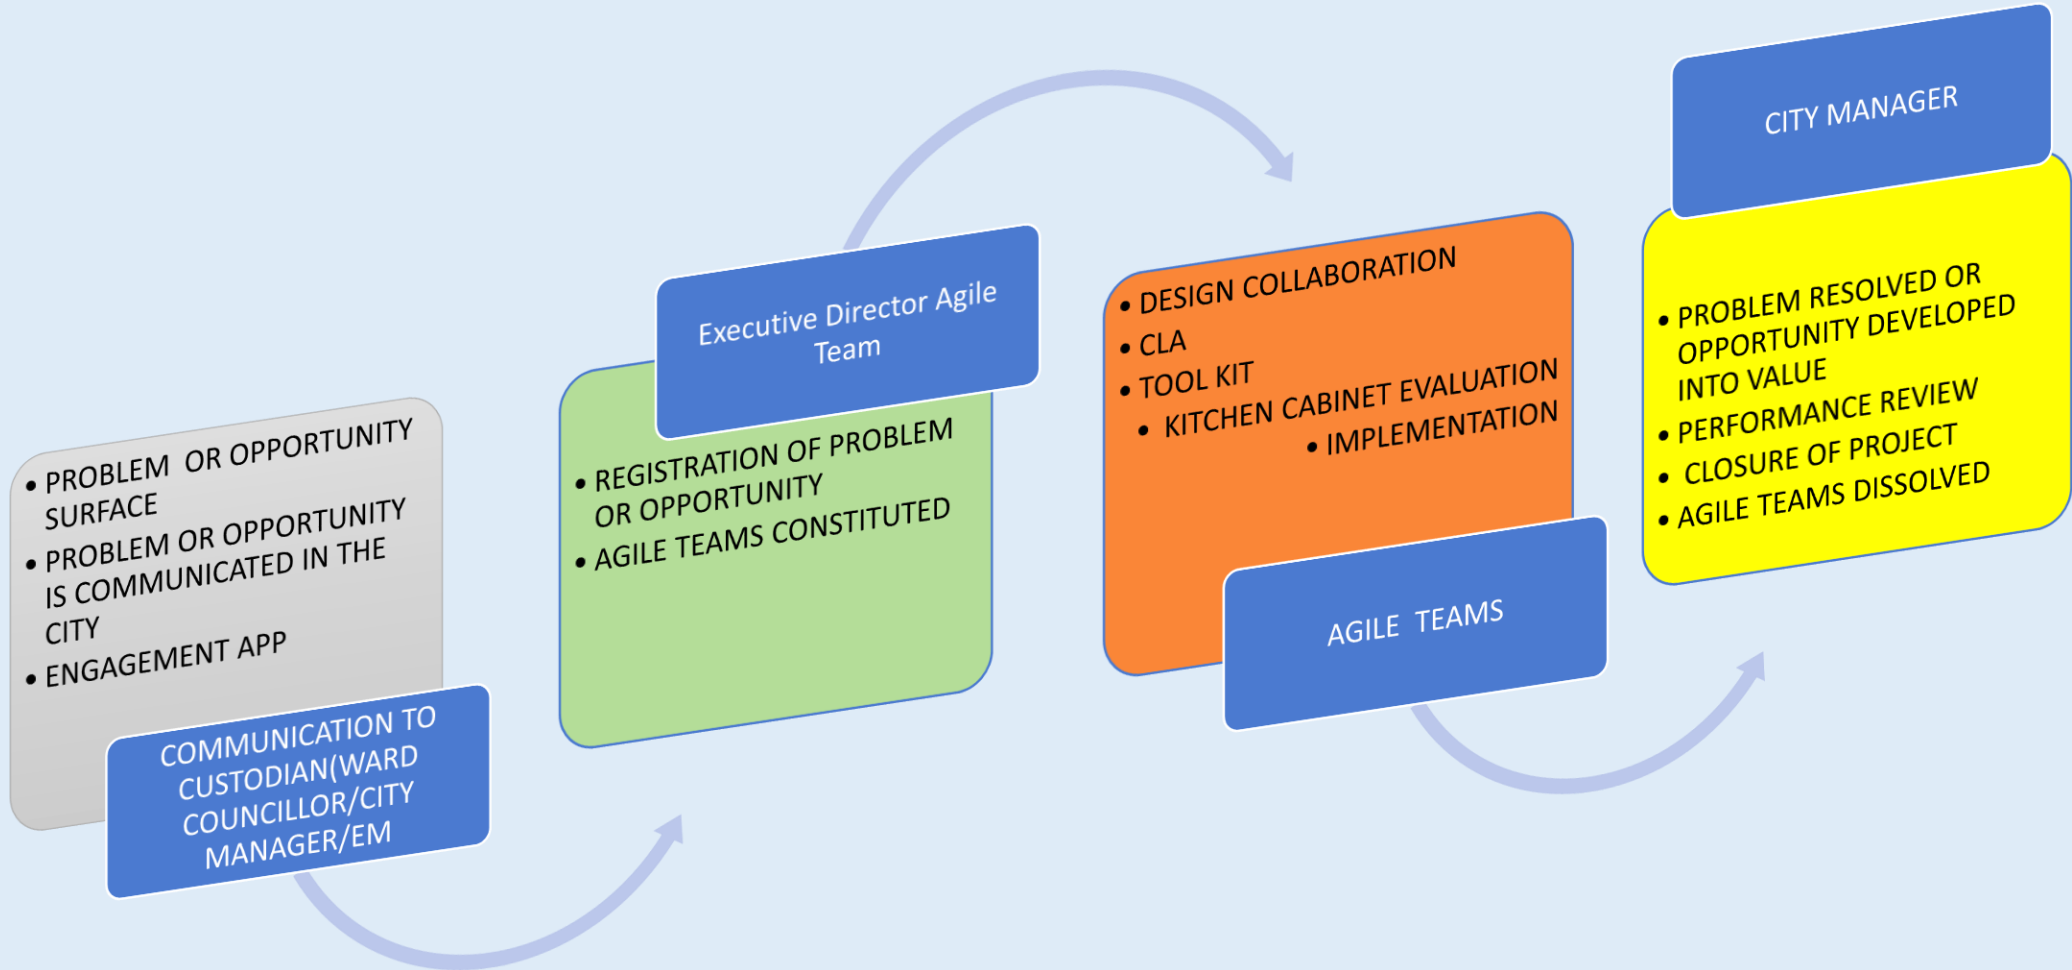 • PROBLEM  OR OPPORTUNITY
SURFACE
• PROBLEM OR OPPORTUNITY
IS COMMUNICATED IN THE
CITY
• ENGAGEMENT APP
COMMUNICATION TO
CUSTODIAN(WARD
COUNCILLOR/CITY
MANAGER/EM
Executive Director Agile
Team
• REGISTRATION OF PROBLEM
OR OPPORTUNITY
• AGILE TEAMS CONSTITUTED
• DESIGN COLLABORATION
• CLA
• TOOL KIT
• KITCHEN CABINET EVALUATION
• IMPLEMENTATION
AGILE  TEAMS
CITY MANAGER
• PROBLEM RESOLVED OR
OPPORTUNITY DEVELOPED
INTO VALUE
• PERFORMANCE REVIEW
• CLOSURE OF PROJECT
• AGILE TEAMS DISSOLVED